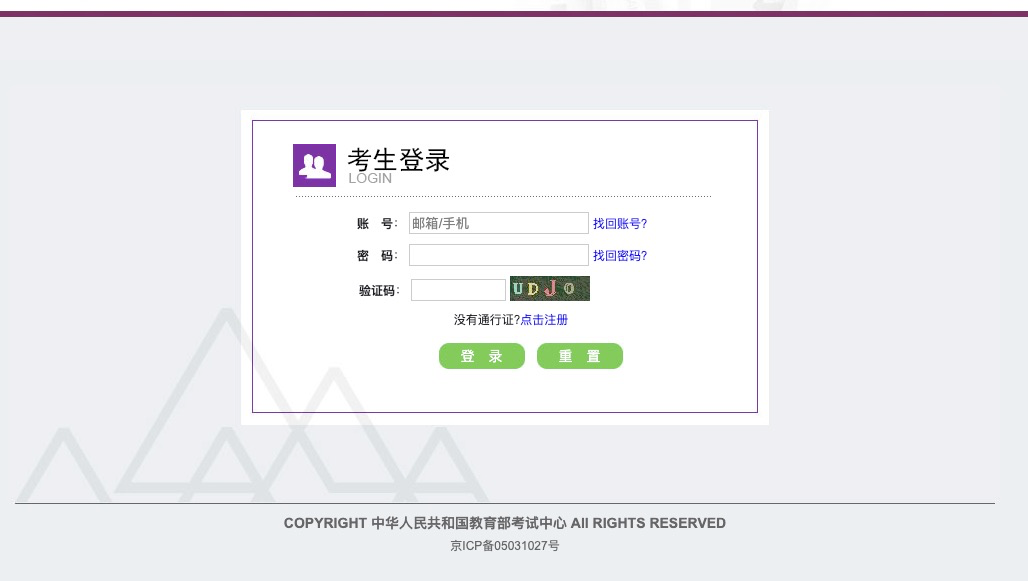 考生登录
LOGIN
账 号： 邮箱/手机 找回账号?
密 码： 找回密码?
验证码： UDJO
没有通行证?点击注册
登 录 重 置
COPYRIGHT 中华人民共和国教育部考试中心 All RIGHTS RESERVED
京ICP备05031027号